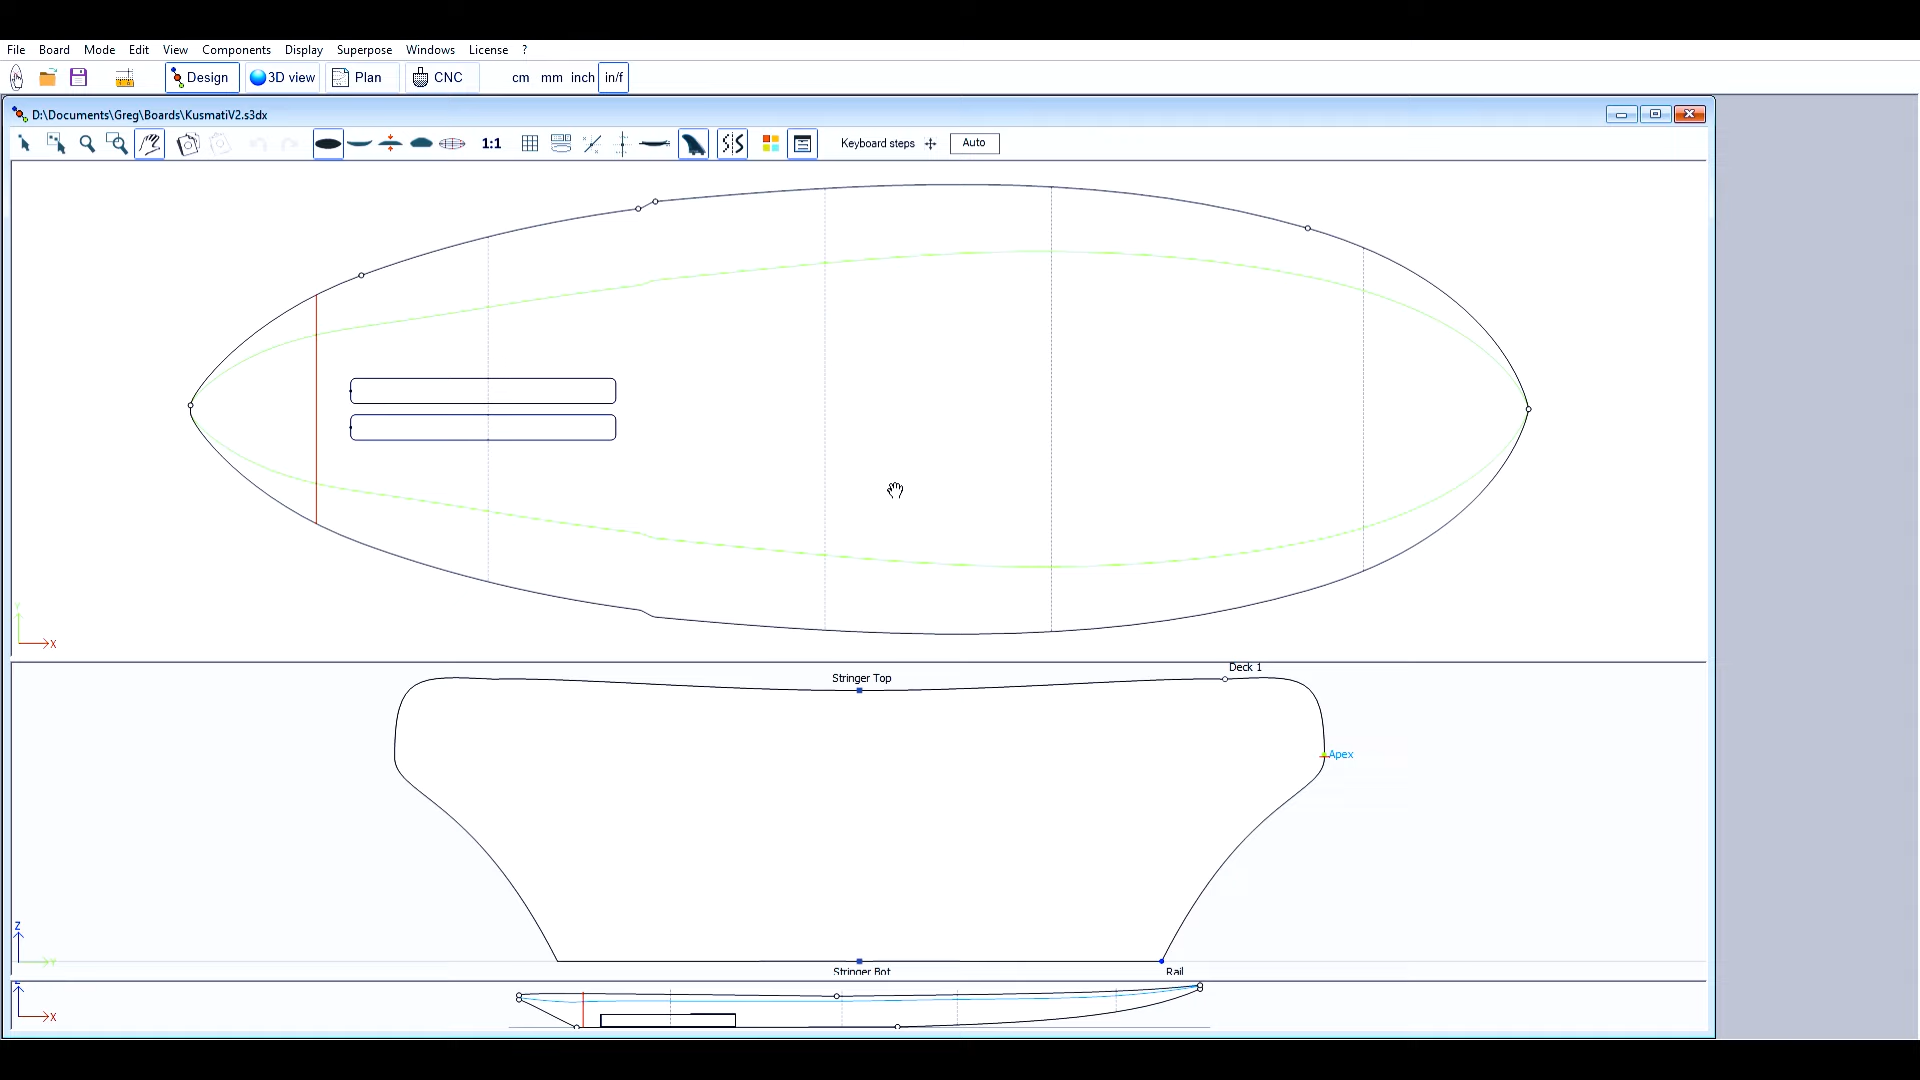 File Board Mode Edit View Components Display Superpose Windows License ?
Design 3D view Plan CNC cm mm inch in/f
D:\Documents\Greg\Boards\KusmatiV2.s3dx
1:1 Keyboard steps Auto
Y
X
Deck 1
Stringer Top
Apex
Z
Y
Stringer Bot Rail
Z
X